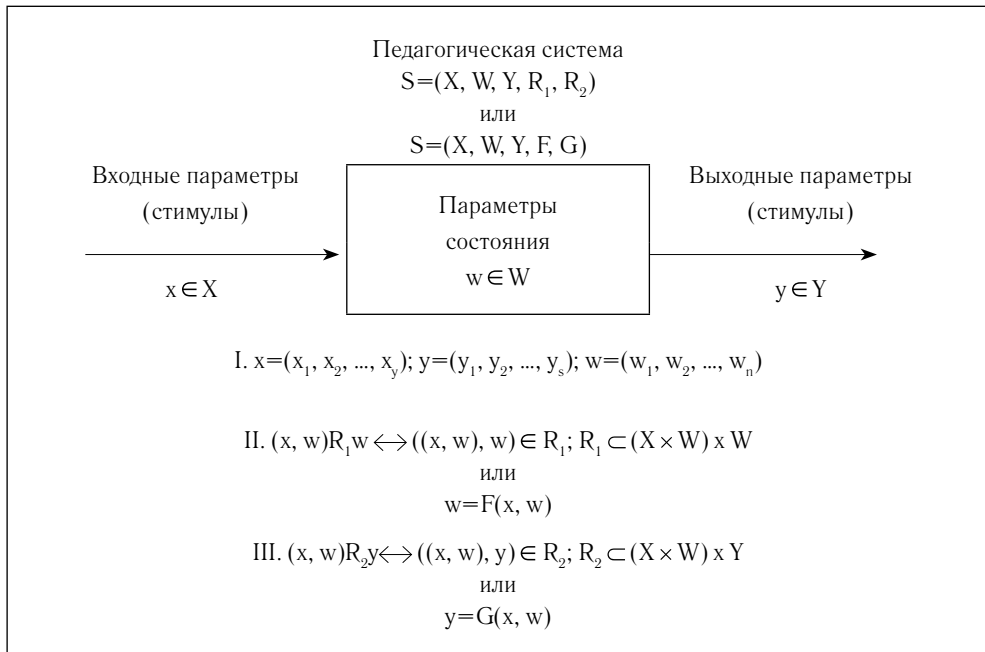 Педагогическая система
S=(X, W, Y, R₁, R₂)
или
S=(X, W, Y, F, G)
Входные параметры
(стимулы)
x∈X
Параметры
состояния
w∈W
Выходные параметры
(стимулы)
y∈Y
I. x=(x₁, x₂, ..., xᵧ); y=(y₁, y₂, ..., yₛ); w=(w₁, w₂, ..., wₙ)
II. (x, w)R₁w⟷((x, w), w)∈R₁; R₁⊂(X×W) x W
или
w=F(x, w)
III. (x, w)R₂y⟷((x, w), y)∈R₂; R₂⊂(X×W) x Y
или
y=G(x, w)